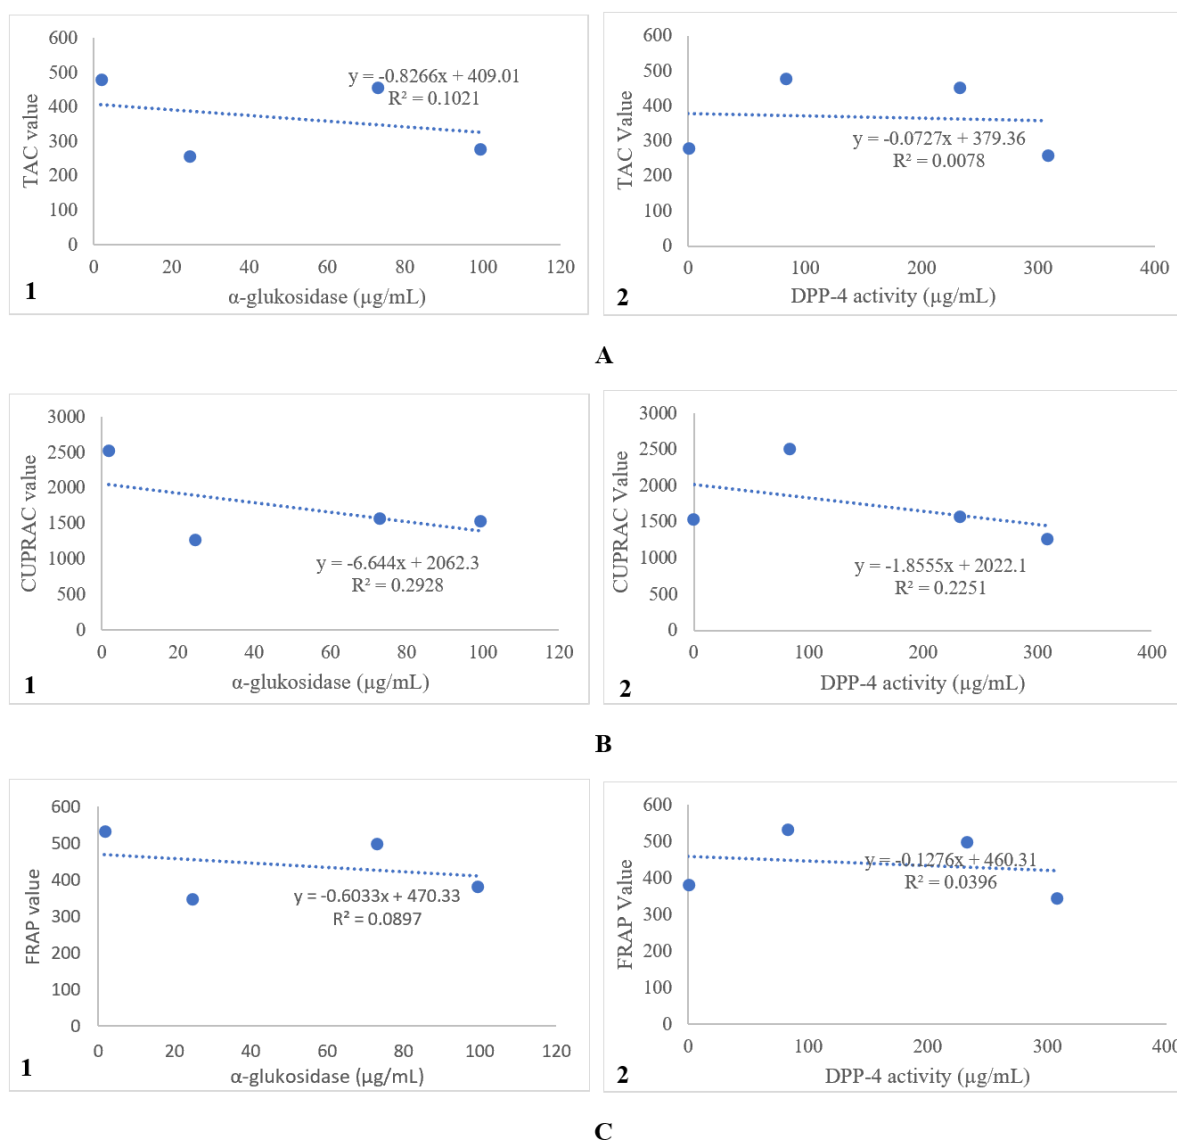 600
500
400
300
200
100
0
0 20 40 60 80 100 120
TAC value
α-glukosidase (µg/mL)
y = -0.8266x + 409.01
R² = 0.1021
1
600
500
400
300
200
100
0
0 100 200 300 400
TAC Value
DPP-4 activity (µg/mL)
y = -0.0727x + 379.36
R² = 0.0078
2
A
3000
2500
2000
1500
1000
500
0
0 20 40 60 80 100 120
CUPRAC value
α-glukosidase (µg/mL)
y = -6.644x + 2062.3
R² = 0.2928
1
3000
2500
2000
1500
1000
500
0
0 100 200 300 400
CUPRAC Value
DPP-4 activity (µg/mL)
y = -1.8555x + 2022.1
R² = 0.2251
2
B
600
500
400
300
200
100
0
0 20 40 60 80 100 120
FRAP value
α-glukosidase (µg/mL)
y = -0.6033x + 470.33
R² = 0.0897
1
600
500
400
300
200
100
0
0 100 200 300 400
FRAP Value
DPP-4 activity (µg/mL)
y = -0.1276x + 460.31
R² = 0.0396
2
C